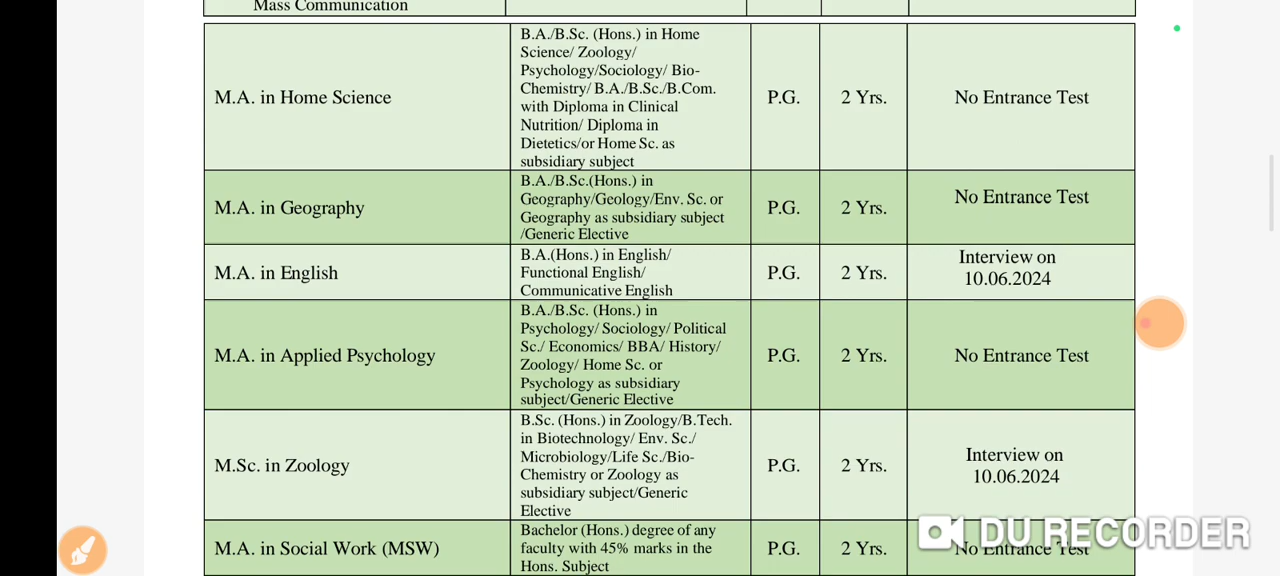 Mass Communication
M.A. in Home Science
B.A./B.Sc. (Hons.) in Home
Science/ Zoology/
Psychology/Sociology/ Bio-
Chemistry/ B.A./B.Sc./B.Com.
with Diploma in Clinical
Nutrition/ Diploma in
Dietetics/or Home Sc. as
subsidiary subject
P.G.
2 Yrs.
No Entrance Test
M.A. in Geography
B.A./B.Sc.(Hons.) in
Geography/Geology/Env. Sc. or
Geography as subsidiary subject
/Generic Elective
P.G.
2 Yrs.
No Entrance Test
M.A. in English
B.A.(Hons.) in English/
Functional English/
Communicative English
P.G.
2 Yrs.
Interview on
10.06.2024
M.A. in Applied Psychology
B.A./B.Sc. (Hons.) in
Psychology/ Sociology/ Political
Sc./ Economics/ BBA/ History/
Zoology/ Home Sc. or
Psychology as subsidiary
subject/Generic Elective
P.G.
2 Yrs.
No Entrance Test
M.Sc. in Zoology
B.Sc. (Hons.) in Zoology/B.Tech.
in Biotechnology/ Env. Sc./
Microbiology/Life Sc./Bio-
Chemistry or Zoology as
subsidiary subject/Generic
Elective
P.G.
2 Yrs.
Interview on
10.06.2024
M.A. in Social Work (MSW)
Bachelor (Hons.) degree of any
faculty with 45% marks in the
Hons. Subject
P.G.
2 Yrs.
No Entrance Test
DU RECORDER